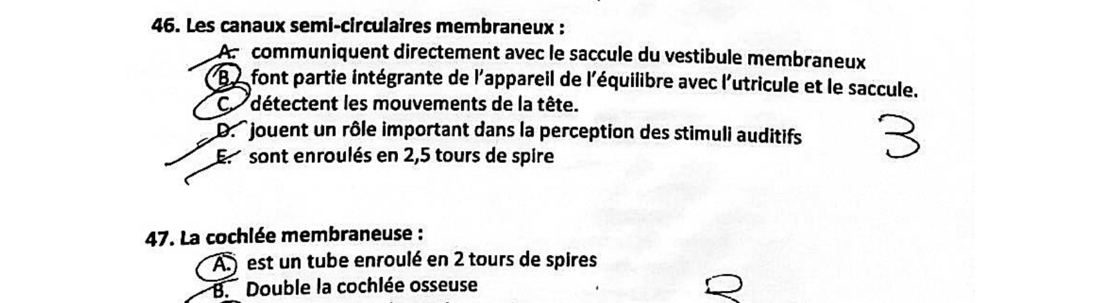 46. Les canaux semi-circulaires membraneux :
A. communiquent directement avec le saccule du vestibule membraneux
B. font partie intégrante de l'appareil de l'équilibre avec l'utricule et le saccule.
C. détectent les mouvements de la tête.
D. jouent un rôle important dans la perception des stimuli auditifs
3
E. sont enroulés en 2,5 tours de spire
47. La cochlée membraneuse :
A. est un tube enroulé en 2 tours de spires
B. Double la cochlée osseuse